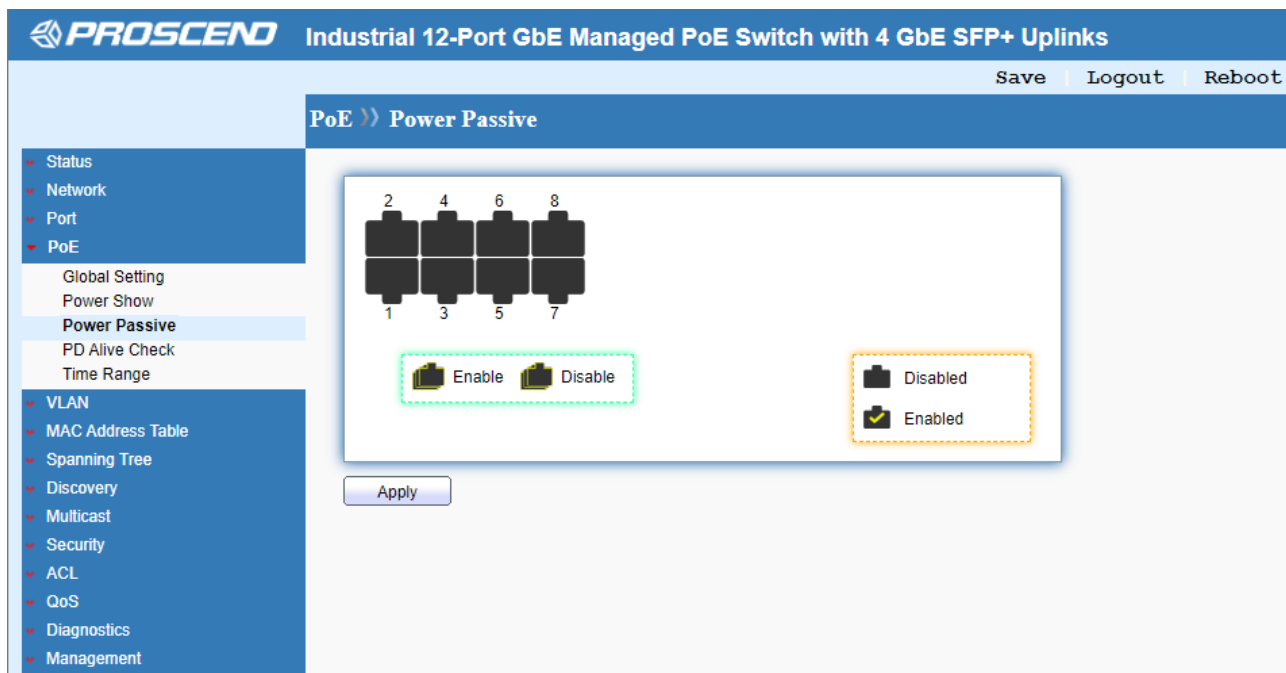 PROSCEND Industrial 12-Port GbE Managed PoE Switch with 4 GbE SFP+ Uplinks
Save Logout Reboot
PoE » Power Passive
Status
Network
Port
PoE
Global Setting
Power Show
Power Passive
PD Alive Check
Time Range
VLAN
MAC Address Table
Spanning Tree
Discovery
Multicast
Security
ACL
QoS
Diagnostics
Management
2 4 6 8
1 3 5 7
Enable Disable
Disabled
Enabled
Apply